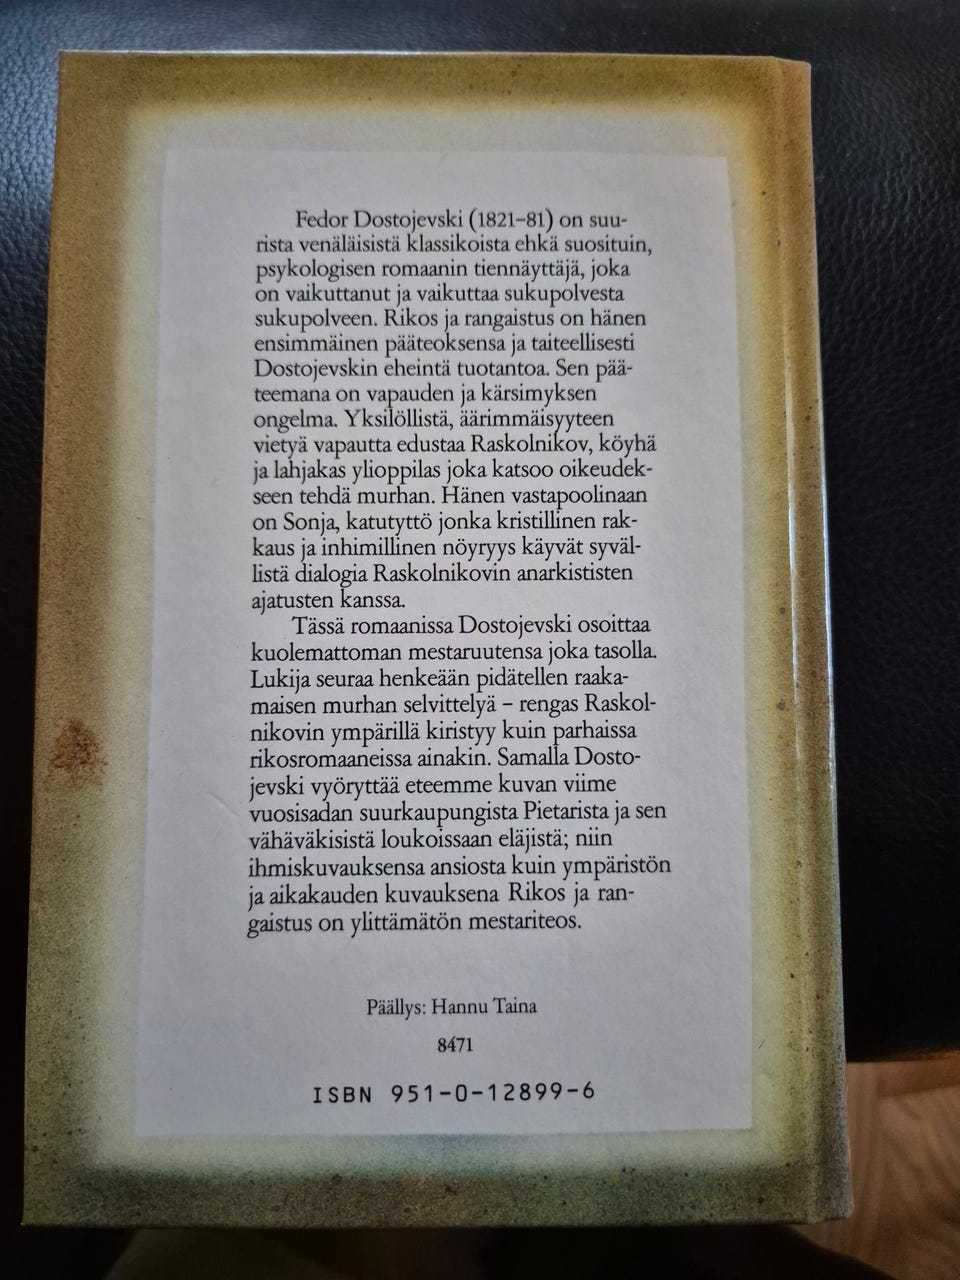 Fedor Dostojevski (1821–81) on suu-
rista venäläisistä klassikoista ehkä suosituin,
psykologisen romaanin tiennäyttäjä, joka
on vaikuttanut ja vaikuttaa sukupolvesta
sukupolveen. Rikos ja rangaistus on hänen
ensimmäinen pääteoksensa ja taiteellisesti
Dostojevskin eheintä tuotantoa. Sen pää-
teemana on vapauden ja kärsimyksen
ongelma. Yksilöllistä, äärimmäisyyteen
vietyä vapautta edustaa Raskolnikov, köyhä
ja lahjakas ylioppilas joka katsoo oikeudek-
seen tehdä murhan. Hänen vastapoolinaan
on Sonja, katutyttö jonka kristillinen rak-
kaus ja inhimillinen nöyryys käyvät syväl-
listä dialogia Raskolnikovin anarkististen
ajatusten kanssa.
Tässä romaanissa Dostojevski osoittaa
kuolemattoman mestaruutensa joka tasolla.
Lukija seuraa henkeään pidätellen raaka-
maisen murhan selvittelyä – rengas Raskol-
nikovin ympärillä kiristyy kuin parhaissa
rikosromaaneissa ainakin. Samalla Dosto-
jevski vyöryttää eteemme kuvan viime
vuosisadan suurkaupungista Pietarista ja sen
vähäväkisistä loukoissaan eläjistä; niin
ihmiskuvauksensa ansiosta kuin ympäristön
ja aikakauden kuvauksena Rikos ja ran-
gaistus on ylittämätön mestariteos.
Päällys: Hannu Taina
8471
ISBN 951-0-12899-6